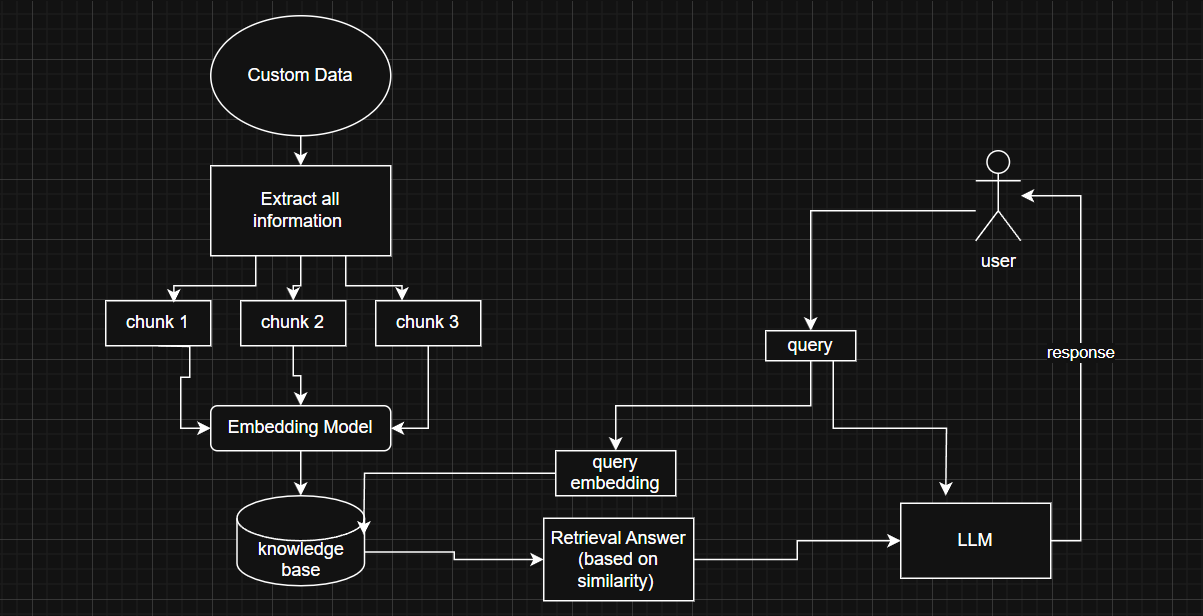 Custom Data
Extract all
information
chunk 1
chunk 2
chunk 3
Embedding Model
knowledge
base
user
query
query
embedding
Retrieval Answer
(based on
similarity)
LLM
response